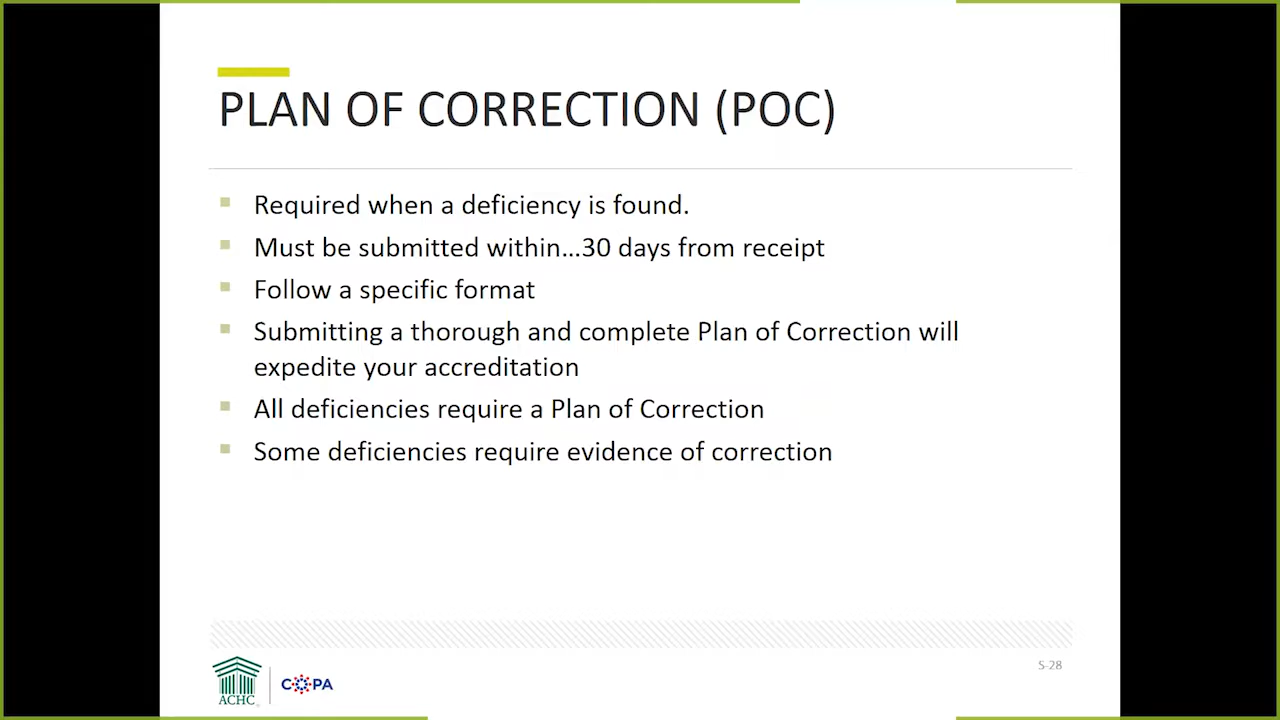 PLAN OF CORRECTION (POC)
Required when a deficiency is found.
Must be submitted within...30 days from receipt
Follow a specific format
Submitting a thorough and complete Plan of Correction will
expedite your accreditation
All deficiencies require a Plan of Correction
Some deficiencies require evidence of correction
S-28
ACHC
COPA